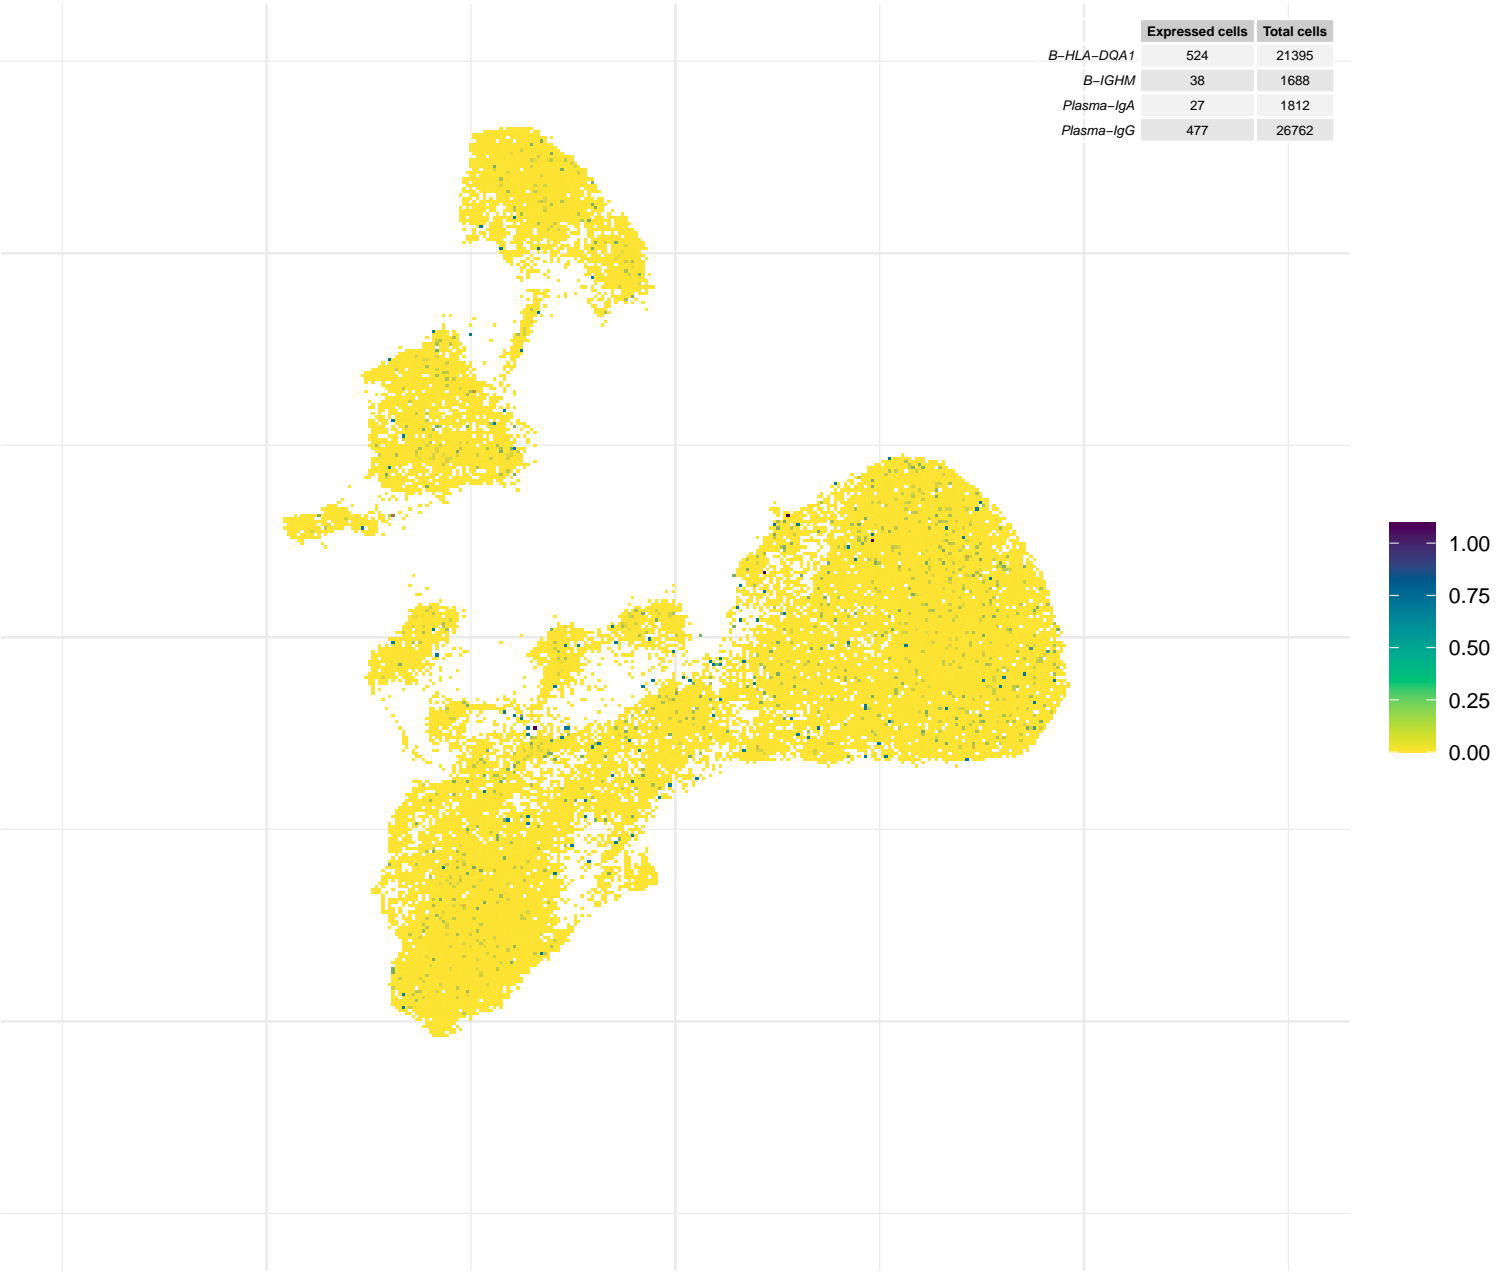 Expressed cells Total cells
B−HLA−DQA1 524 21395
B−IGHM 38 1688
Plasma−IgA 27 1812
Plasma−IgG 477 26762
1.00
0.75
0.50
0.25
0.00